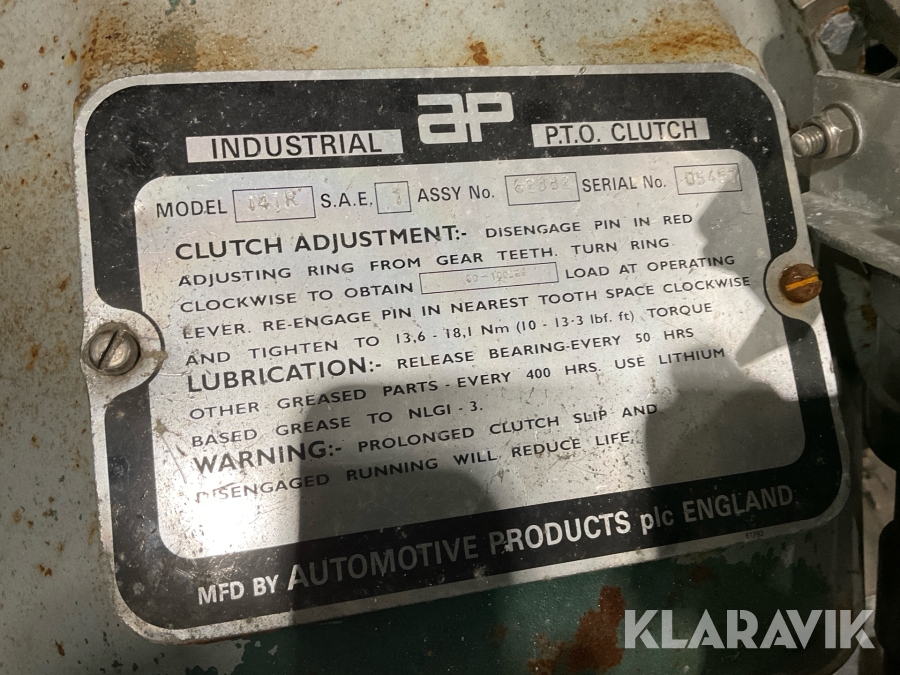 ap
INDUSTRIAL P.T.O. CLUTCH
MODEL 141R S.A.E. 1 ASSY No. SERIAL No.
CLUTCH ADJUSTMENT:- DISENGAGE PIN IN RED
ADJUSTING RING FROM GEAR TEETH. TURN RING
CLOCKWISE TO OBTAIN LOAD AT OPERATING
LEVER. RE-ENGAGE PIN IN NEAREST TOOTH SPACE CLOCKWISE
AND TIGHTEN TO 13,6 - 18,1 Nm (10 - 13·3 lbf. ft) TORQUE
LUBRICATION:- RELEASE BEARING-EVERY 50 HRS
OTHER GREASED PARTS - EVERY 400 HRS. USE LITHIUM
BASED GREASE TO NLGI - 3.
WARNING:- PROLONGED CLUTCH SLIP AND
DISENGAGED RUNNING WILL REDUCE LIFE.
MFD BY AUTOMOTIVE PRODUCTS plc ENGLAND
KLARAVIK